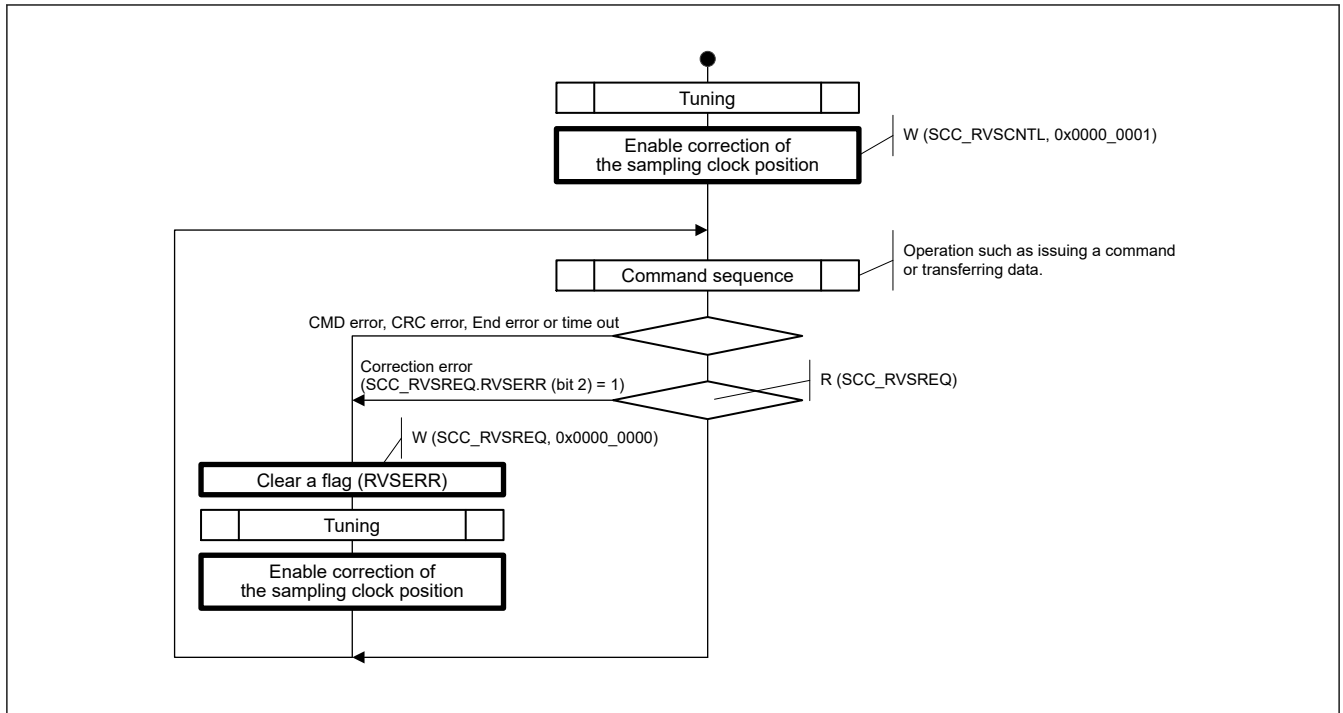 Tuning
Enable correction of
the sampling clock position
W (SCC_RVSCNTL, 0x0000_0001)
Operation such as issuing a command
or transferring data.
Command sequence
CMD error, CRC error, End error or time out
Correction error
(SCC_RVSREQ.RVSERR (bit 2) = 1)
R (SCC_RVSREQ)
W (SCC_RVSREQ, 0x0000_0000)
Clear a flag (RVSERR)
Tuning
Enable correction of
the sampling clock position